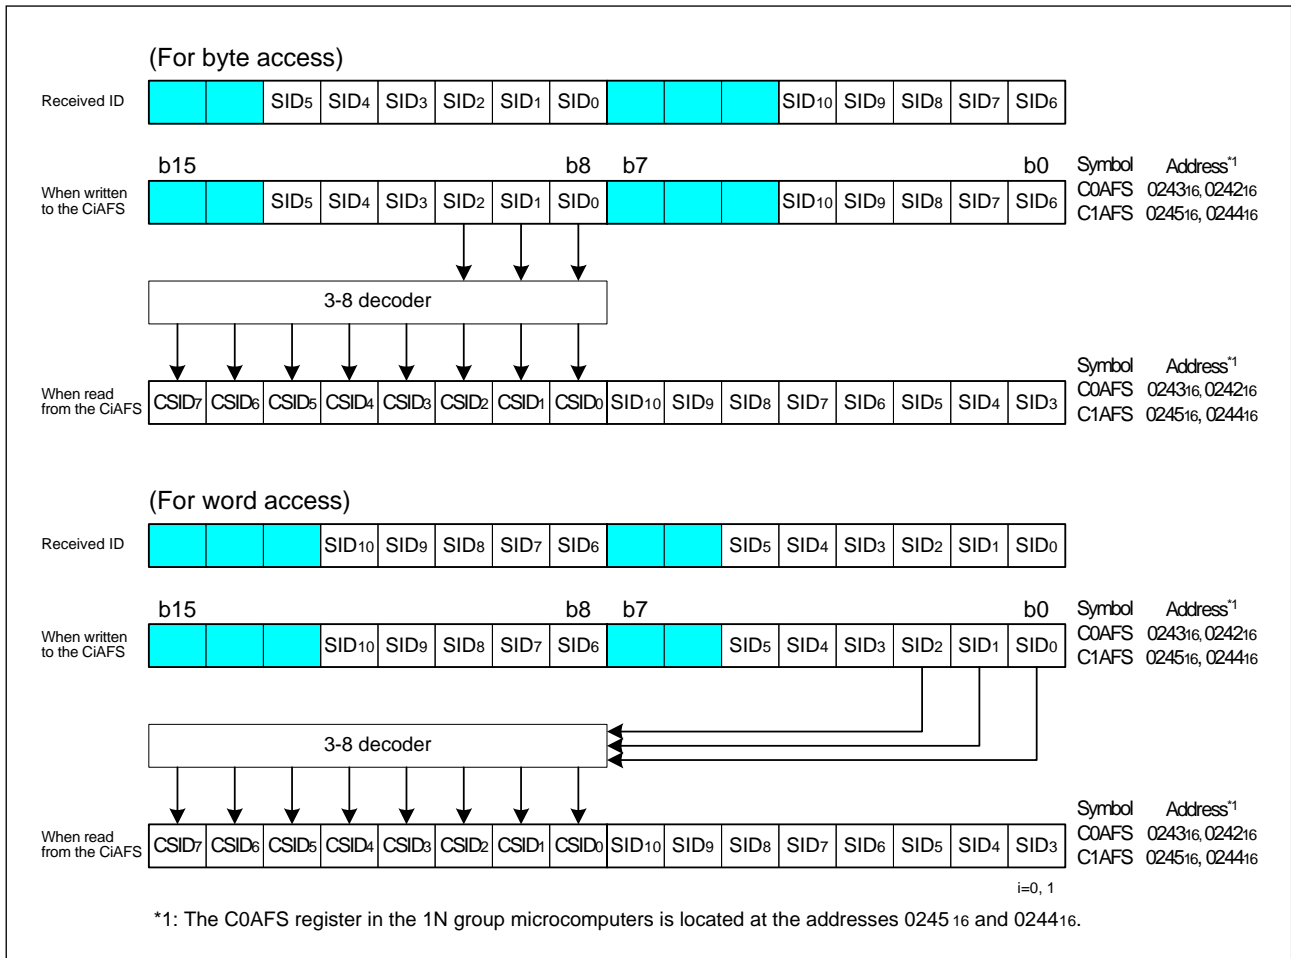 (For byte access)
Received ID SID5 SID4 SID3 SID2 SID1 SID0 SID10 SID9 SID8 SID7 SID6
b15 b8 b7 b0 Symbol Address*1
When written to the CiAFS SID5 SID4 SID3 SID2 SID1 SID0 SID10 SID9 SID8 SID7 SID6 C0AFS 024316, 024216
C1AFS 024516, 024416
3-8 decoder
Symbol Address*1
When read from the CiAFS CSID7 CSID6 CSID5 CSID4 CSID3 CSID2 CSID1 CSID0 SID10 SID9 SID8 SID7 SID6 SID5 SID4 SID3 C0AFS 024316, 024216
C1AFS 024516, 024416
(For word access)
Received ID SID10 SID9 SID8 SID7 SID6 SID5 SID4 SID3 SID2 SID1 SID0
b15 b8 b7 b0 Symbol Address*1
When written to the CiAFS SID10 SID9 SID8 SID7 SID6 SID5 SID4 SID3 SID2 SID1 SID0 C0AFS 024316, 024216
C1AFS 024516, 024416
3-8 decoder
Symbol Address*1
When read from the CiAFS CSID7 CSID6 CSID5 CSID4 CSID3 CSID2 CSID1 CSID0 SID10 SID9 SID8 SID7 SID6 SID5 SID4 SID3 C0AFS 024316, 024216
C1AFS 024516, 024416
i=0, 1
*1: The C0AFS register in the 1N group microcomputers is located at the addresses 0245 16 and 024416.